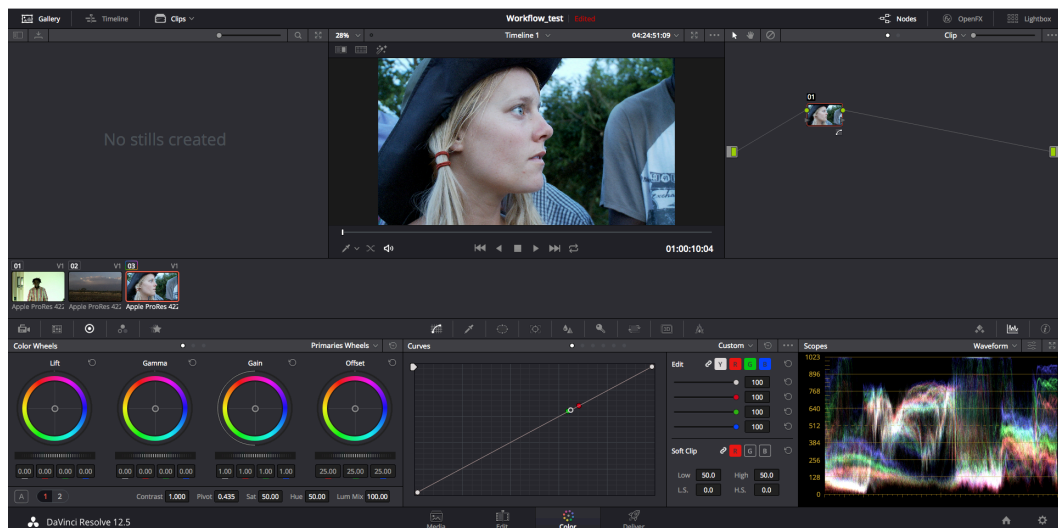 Gallery Timeline Clips Workflow_test Edited Nodes OpenFX Lightbox
28% Timeline 1 04:24:51:09 Clip
No stills created
01
01:00:10:04
01 V1 02 V1 03 V1
Apple ProRes 422 Apple ProRes 422 Apple ProRes 422
3D
Color Wheels Primaries Wheels Curves Custom Scopes Waveform
Lift Gamma Gain Offset Edit Y R G B
1023
896
768
640
512
384
256
128
0
100
100
100
100
Soft Clip R G B
Low 50.0 High 50.0
L.S. 0.0 H.S. 0.0
0.00 0.00 0.00 0.00 0.00 0.00 0.00 0.00 1.00 1.00 1.00 1.00 25.00 25.00 25.00
A 1 2 Contrast 1.000 Pivot 0.435 Sat 50.00 Hue 50.00 Lum Mix 100.00
DaVinci Resolve 12.5 Media Edit Color Deliver